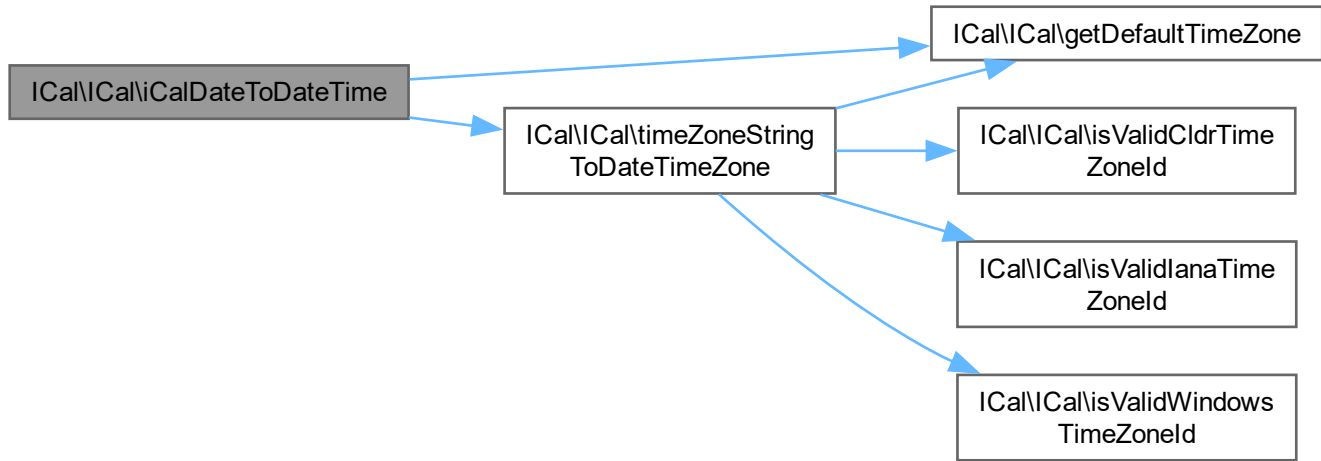 ICal\ICal\iCalDateToDateTime
ICal\ICal\timeZoneString
ToDateTimeZone
ICal\ICal\getDefaultTimeZone
ICal\ICal\isValidCldrTime
ZoneId
ICal\ICal\isValidIanaTime
ZoneId
ICal\ICal\isValidWindows
TimeZoneId